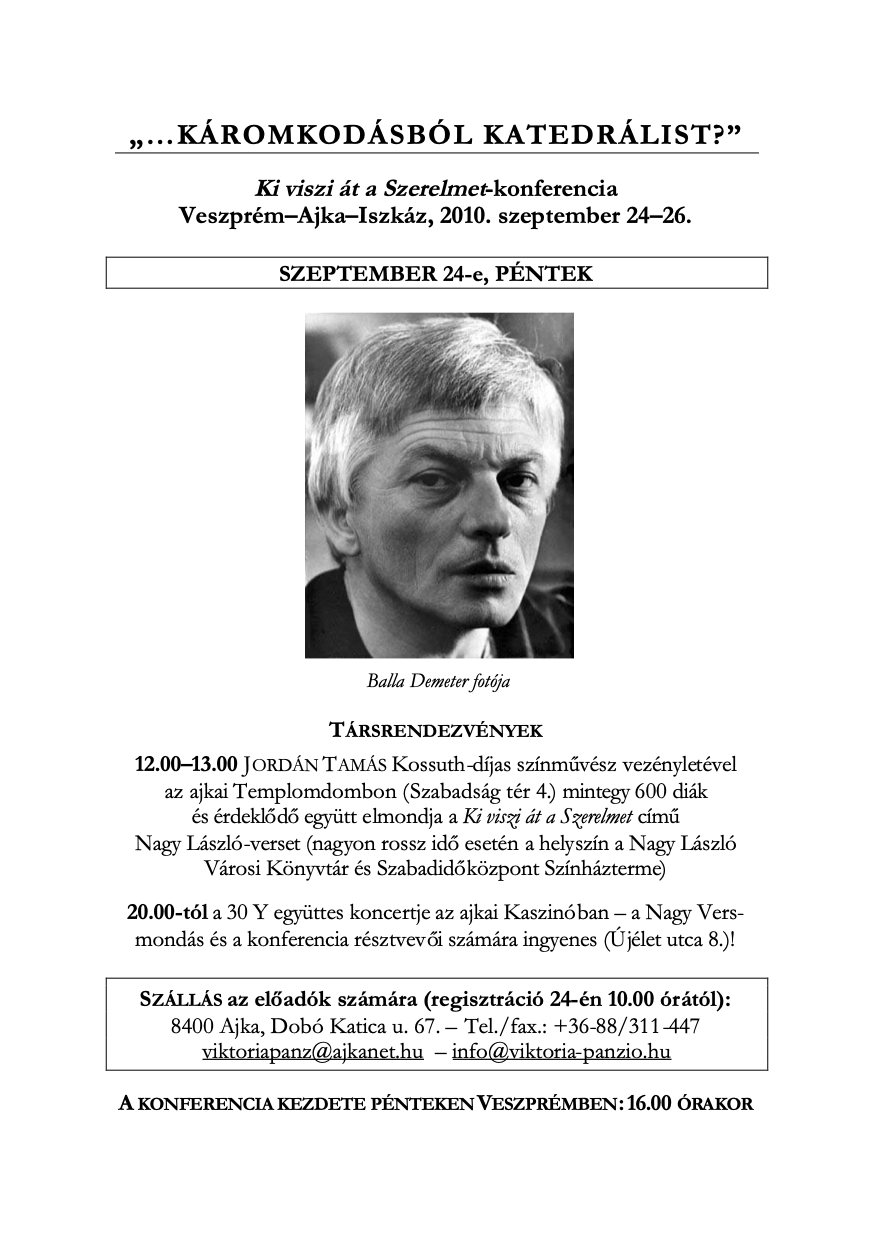 „…KÁROMKODÁSBÓL KATEDRÁLIST?”
Ki viszi át a Szerelmet-konferencia
Veszprém–Ajka–Iszkáz, 2010. szeptember 24–26.
SZEPTEMBER 24-e, PÉNTEK
Balla Demeter fotója
TÁRSRENDEZVÉNYEK
12.00–13.00 JORDÁN TAMÁS Kossuth-díjas színművész vezényletével
az ajkai Templomdombon (Szabadság tér 4.) mintegy 600 diák
és érdeklődő együtt elmondja a Ki viszi át a Szerelmet című
Nagy László-verset (nagyon rossz idő esetén a helyszín a Nagy László
Városi Könyvtár és Szabadidőközpont Színházterme)
20.00-tól a 30 Y együttes koncertje az ajkai Kaszinóban – a Nagy Vers-
mondás és a konferencia résztvevői számára ingyenes (Újélet utca 8.)!
SZÁLLÁS az előadók számára (regisztráció 24-én 10.00 órától):
8400 Ajka, Dobó Katica u. 67. – Tel./fax.: +36-88/311-447
viktoriapanz@ajkanet.hu – info@viktoria-panzio.hu
A KONFERENCIA KEZDETE PÉNTEKEN VESZPRÉMBEN: 16.00 ÓRAKOR